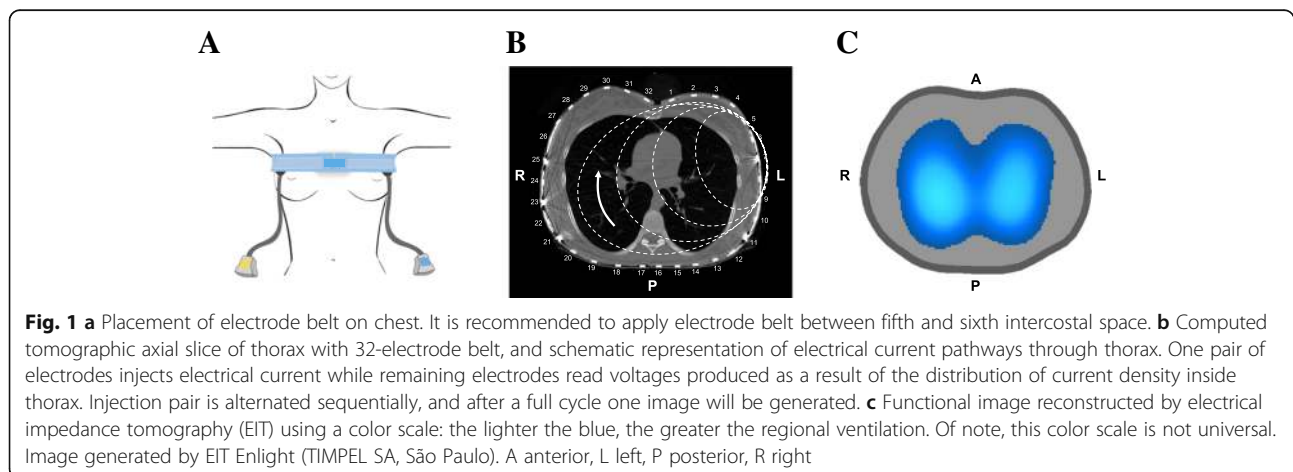 A
B
C
30
31
32
1
2
3
4
5
29
28
27
26
25
24
23
22
21
20
19
18
17
16
15
14
13
12
11
10
9
R
L
P
A
R
L
P
Fig. 1 a Placement of electrode belt on chest. It is recommended to apply electrode belt between fifth and sixth intercostal space. b Computed
tomographic axial slice of thorax with 32-electrode belt, and schematic representation of electrical current pathways through thorax. One pair of
electrodes injects electrical current while remaining electrodes read voltages produced as a result of the distribution of current density inside
thorax. Injection pair is alternated sequentially, and after a full cycle one image will be generated. c Functional image reconstructed by electrical
impedance tomography (EIT) using a color scale: the lighter the blue, the greater the regional ventilation. Of note, this color scale is not universal.
Image generated by EIT Enlight (TIMPEL SA, São Paulo). A anterior, L left, P posterior, R right